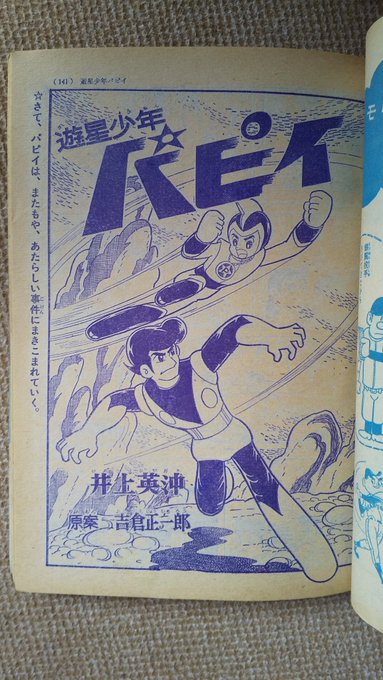 (141) 遊星少年パピイ
遊星少年
パピイ
☆さて、パピイは、またもや、あたらしい事件にまきこまれていく。
井上英沖
原案 吉倉正一郎
モ